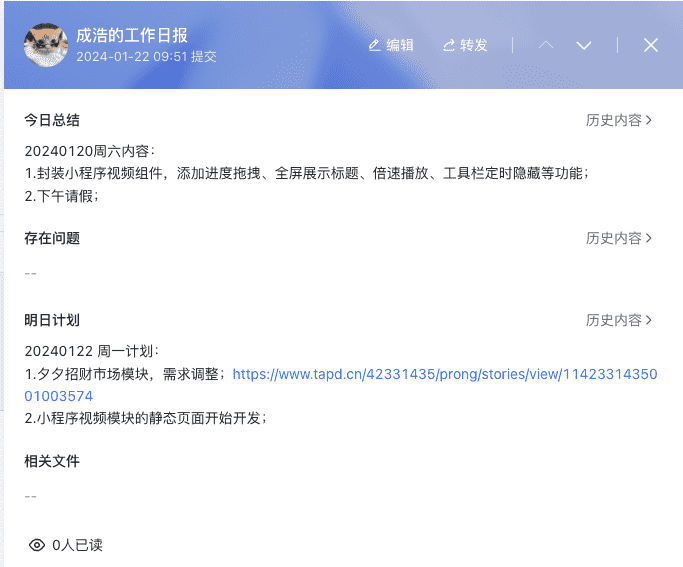 成浩的工作日报
2024-01-22 09:51 提交
编辑
转发
今日总结
历史内容
20240120周六内容：
1.封装小程序视频组件，添加进度拖拽、全屏展示标题、倍速播放、工具栏定时隐藏等功能；
2.下午请假；
存在问题
历史内容
--
明日计划
历史内容
20240122 周一计划：
1.夕夕招财市场模块，需求调整；https://www.tapd.cn/42331435/prong/stories/view/11423314350
01003574
2.小程序视频模块的静态页面开始开发；
相关文件
--
0人已读